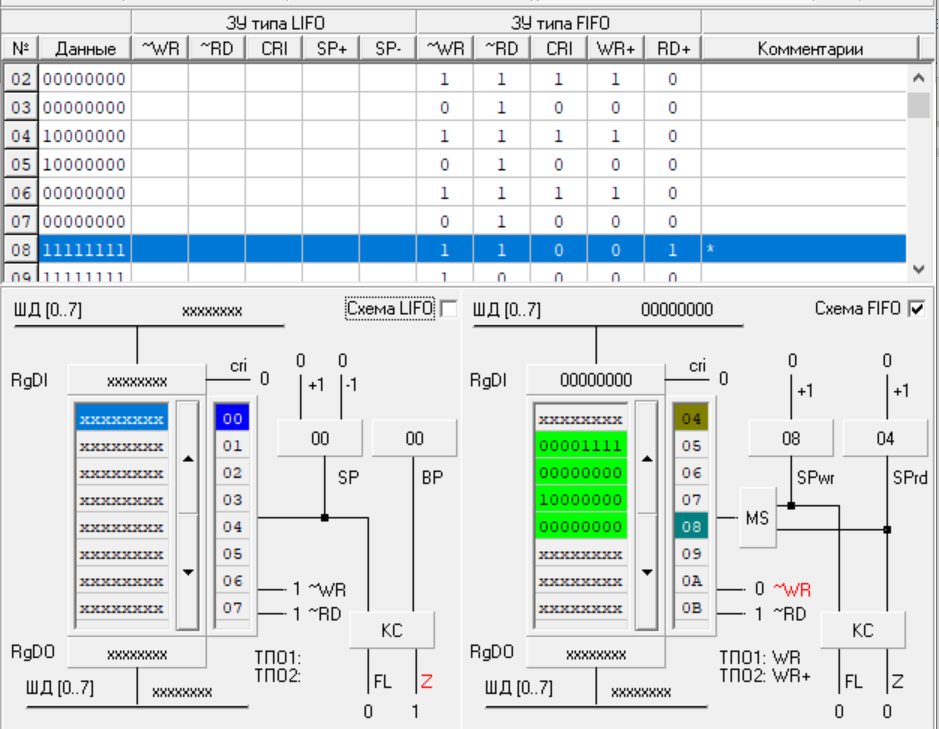 ЗУ типа LIFO ЗУ типа FIFO
№ Данные ~WR ~RD CRI SP+ SP- ~WR ~RD CRI WR+ RD+ Комментарии
02 00000000 1 1 1 1 0
03 00000000 0 1 0 0 0
04 10000000 1 1 1 1 0
05 10000000 0 1 0 0 0
06 00000000 1 1 1 1 0
07 00000000 0 1 0 0 0
08 11111111 1 1 0 0 1 *
09 11111111 1 0 0 0 0
ШД [0..7] xxxxxxxx Схема LIFO
RgDI xxxxxxxx cri 0
0 0
+1 -1
xxxxxxxx 00
xxxxxxxx 01
xxxxxxxx 02
xxxxxxxx 03
xxxxxxxx 04
xxxxxxxx 05
xxxxxxxx 06
xxxxxxxx 07
00 00
SP BP
1 ~WR
1 ~RD
КС
RgDO xxxxxxxx
ТПО1:
ТПО2:
FL Z
0 1
ШД [0..7] xxxxxxxx
ШД [0..7] 00000000 Схема FIFO
RgDI 00000000 cri 0
0 0
+1 +1
xxxxxxxx 04
00001111 05
00000000 06
10000000 07
00000000 08
xxxxxxxx 09
xxxxxxxx 0A
xxxxxxxx 0B
08 04
SPwr SPrd
MS
0 ~WR
1 ~RD
КС
RgDO xxxxxxxx
ТПО1: WR
ТПО2: WR+
FL Z
0 0
ШД [0..7] xxxxxxxx